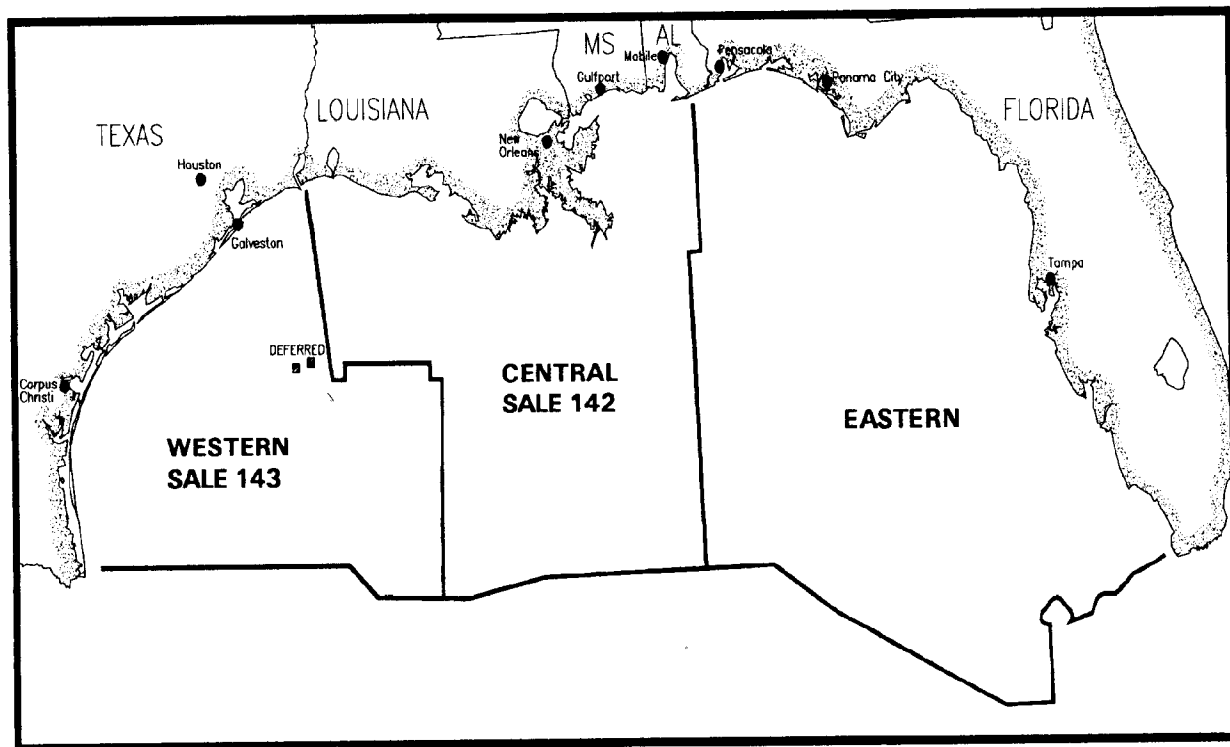 MS
AL
Mobile
Pensacola
Gulfport
Panama City
LOUISIANA
FLORIDA
TEXAS
New
Orleans
Houston
Galveston
Tampa
DEFERRED
CENTRAL
SALE 142
Corpus
Christi
EASTERN
WESTERN
SALE 143